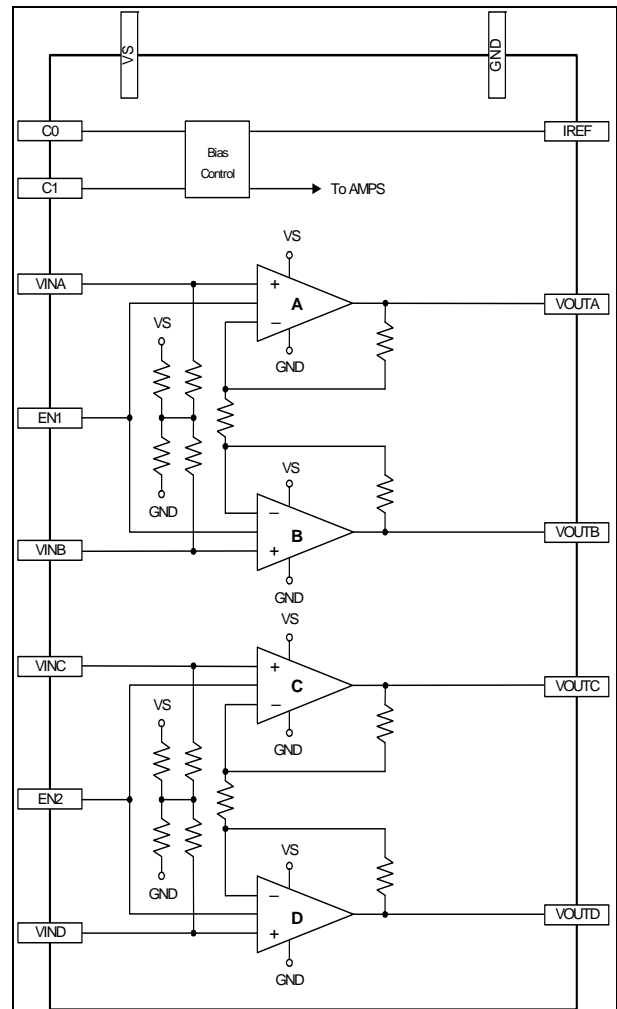 VS
GND
C0
IREF
Bias
Control
C1
To AMPS
VS
VINA
+
A
VOUTA
VS
−
GND
EN1
VS
GND
−
B
VOUTB
VINB
+
GND
VS
VINC
+
C
VOUTC
VS
−
GND
EN2
VS
GND
−
D
VOUTD
VIND
+
GND